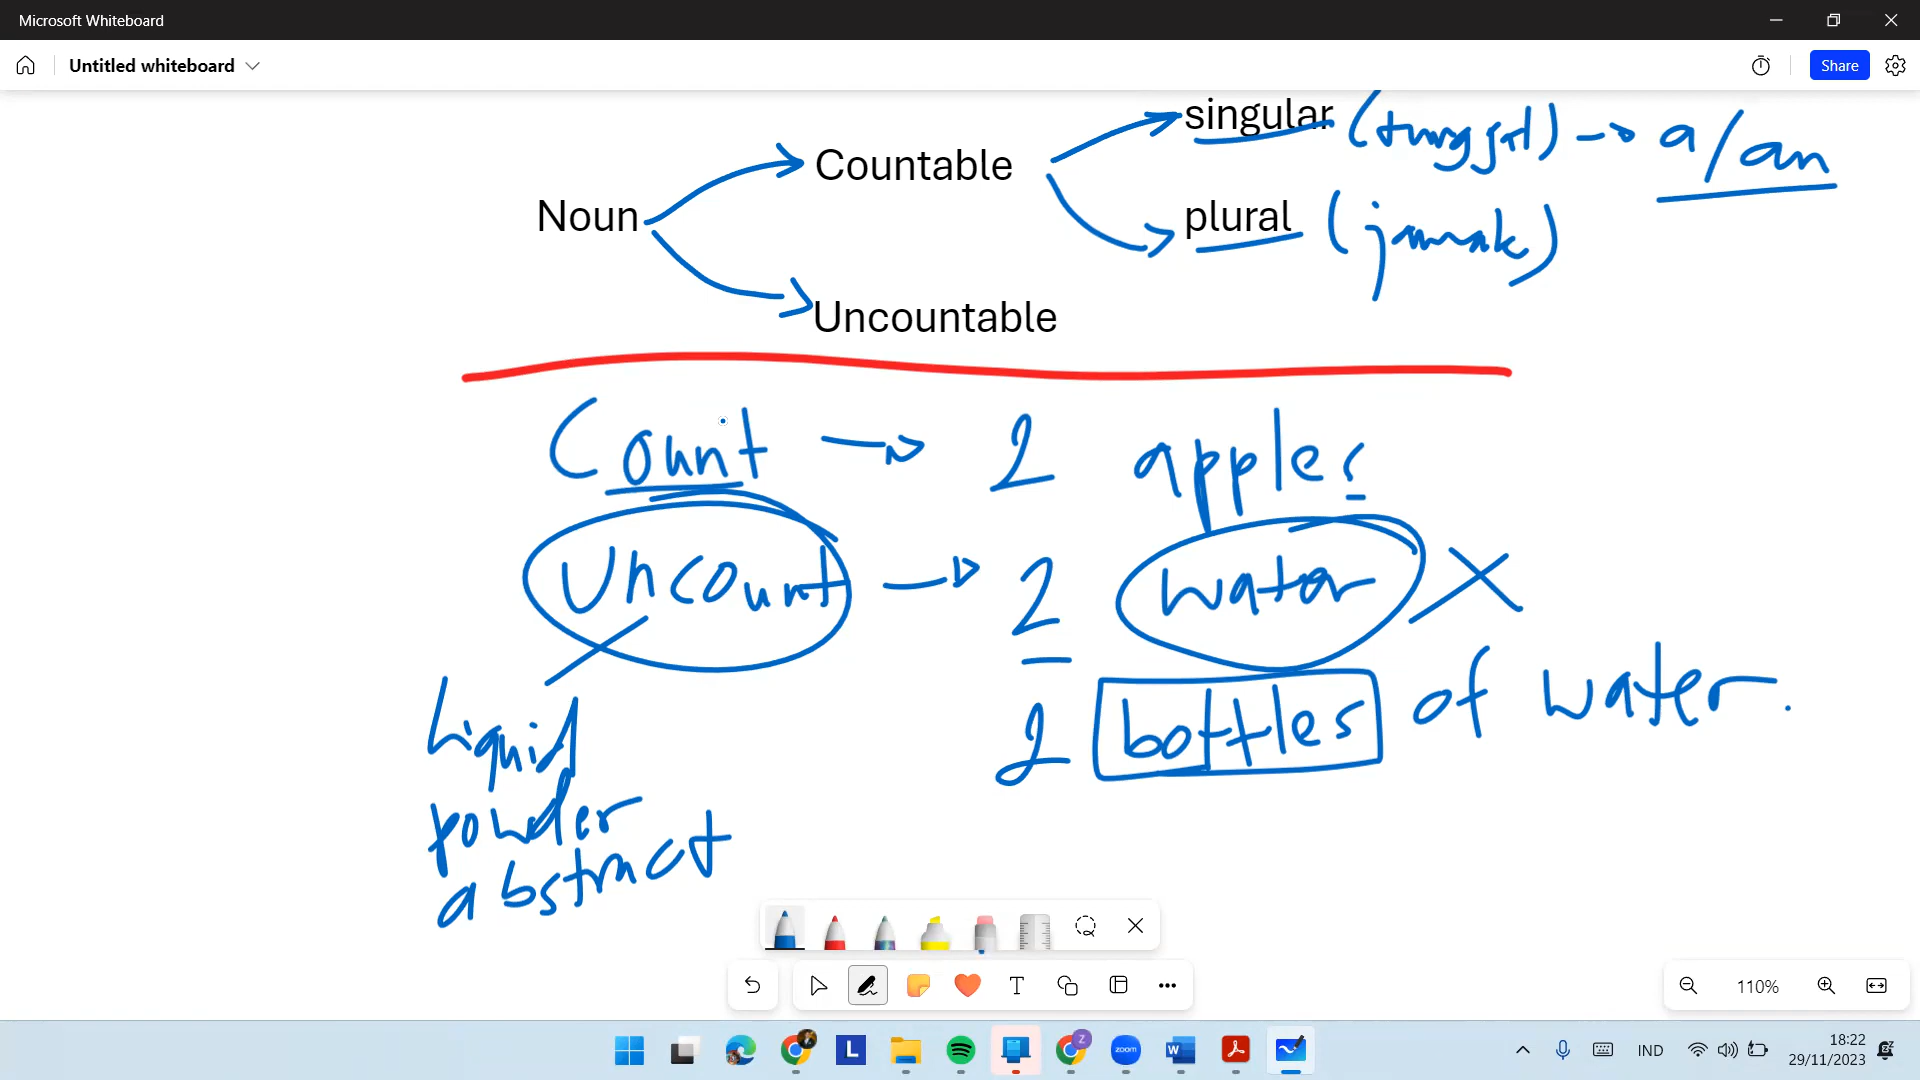 Microsoft Whiteboard
Untitled whiteboard
Share
singular (tunggal) → a/an
Countable
Noun
plural (jamak)
Uncountable
Count → 2 apples
Uncount → 2 water X
2 bottles of water.
Liquid
powder
abstract
T
110%
L
Z
zoom
W
IND
18:22
29/11/2023